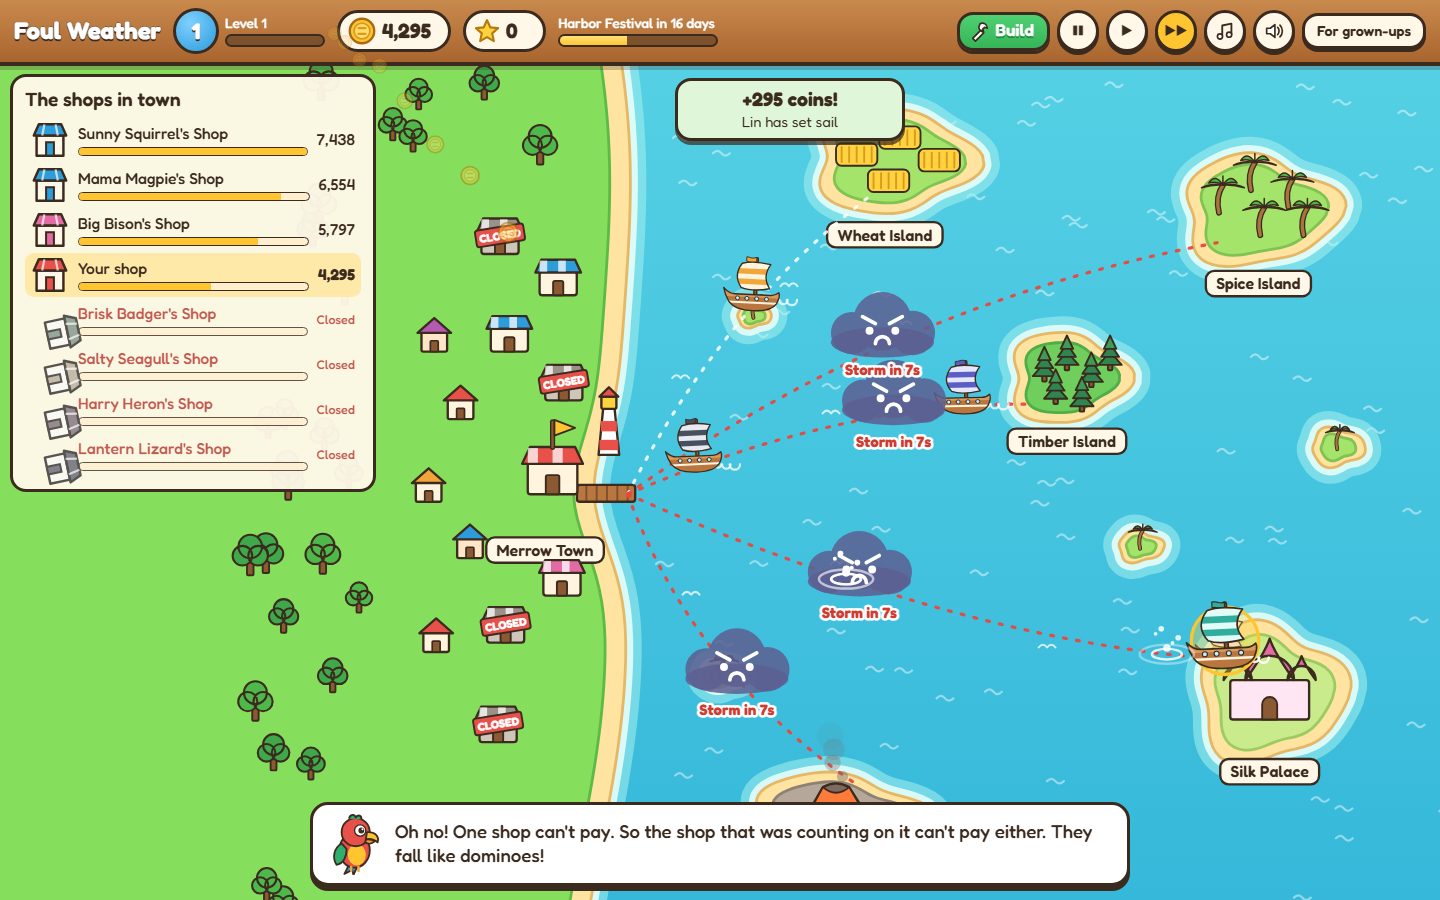 Foul Weather
1
Level 1
4,295
0
Harbor Festival in 16 days
Build
For grown-ups
The shops in town
Sunny Squirrel's Shop
7,438
Mama Magpie's Shop
6,554
Big Bison's Shop
5,797
Your shop
4,295
Brisk Badger's Shop
Closed
Salty Seagull's Shop
Closed
Harry Heron's Shop
Closed
Lantern Lizard's Shop
Closed
+295 coins!
Lin has set sail
Wheat Island
Spice Island
CLOSED
Storm in 7s
CLOSED
Storm in 7s
Timber Island
Merrow Town
Storm in 7s
CLOSED
Storm in 7s
CLOSED
Silk Palace
Oh no! One shop can't pay. So the shop that was counting on it can't pay either. They
fall like dominoes!